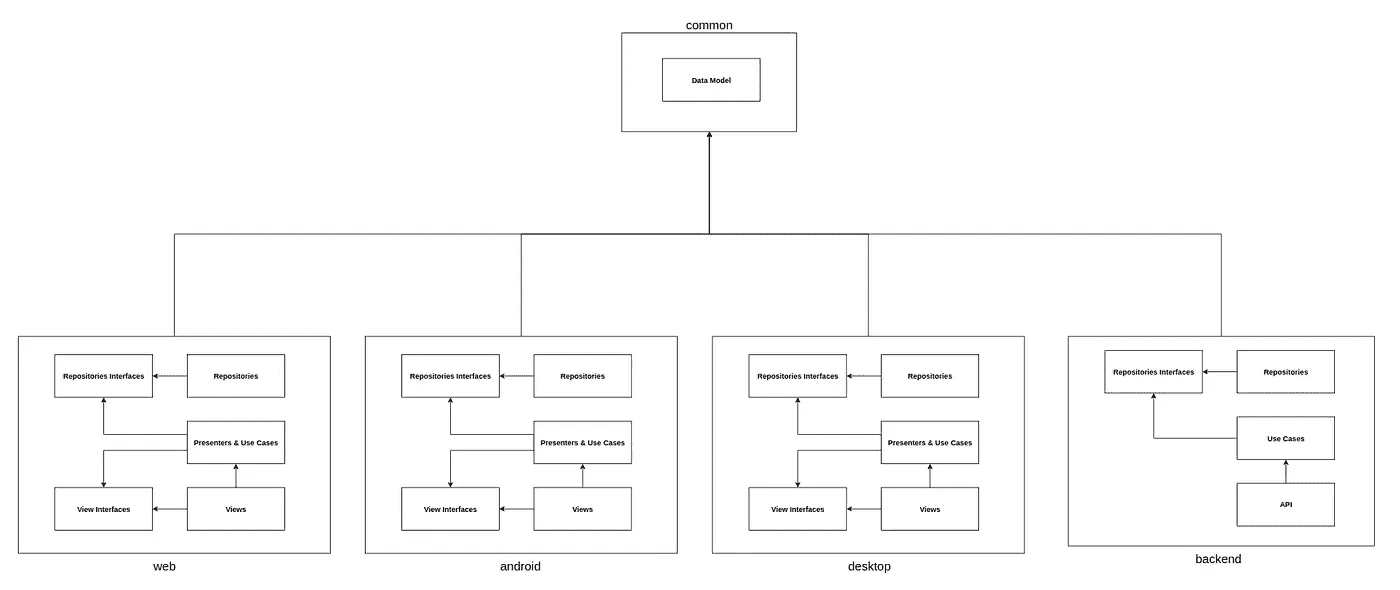 common
Data Model
Repositories Interfaces
Repositories
Presenters & Use Cases
View Interfaces
Views
web
Repositories Interfaces
Repositories
Presenters & Use Cases
View Interfaces
Views
android
Repositories Interfaces
Repositories
Presenters & Use Cases
View Interfaces
Views
desktop
Repositories Interfaces
Repositories
Use Cases
API
backend